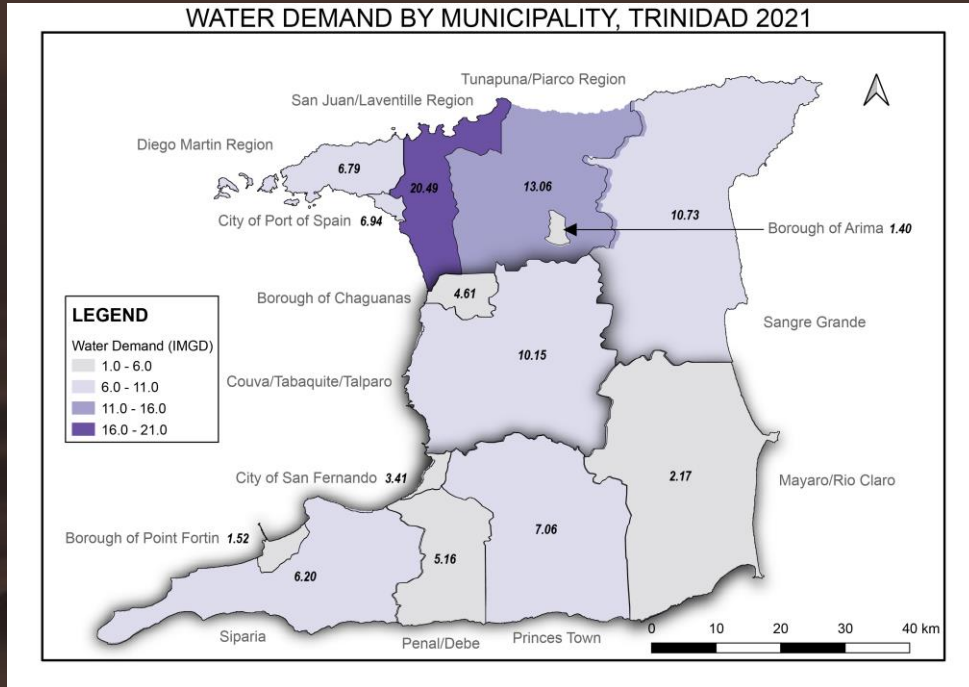 WATER DEMAND BY MUNICIPALITY, TRINIDAD 2021
Tunapuna/Piarco Region
San Juan/Laventille Region
Diego Martin Region
6.79
20.49
13.06
10.73
City of Port of Spain 6.94
Borough of Arima 1.40
Borough of Chaguanas
4.61
Sangre Grande
LEGEND
Water Demand (IMGD)
1.0 - 6.0
6.0 - 11.0
11.0 - 16.0
16.0 - 21.0
10.15
Couva/Tabaquite/Talparo
City of San Fernando 3.41
2.17
Mayaro/Rio Claro
Borough of Point Fortin 1.52
7.06
5.16
6.20
Siparia
Penal/Debe
Princes Town
0 10 20 30 40 km